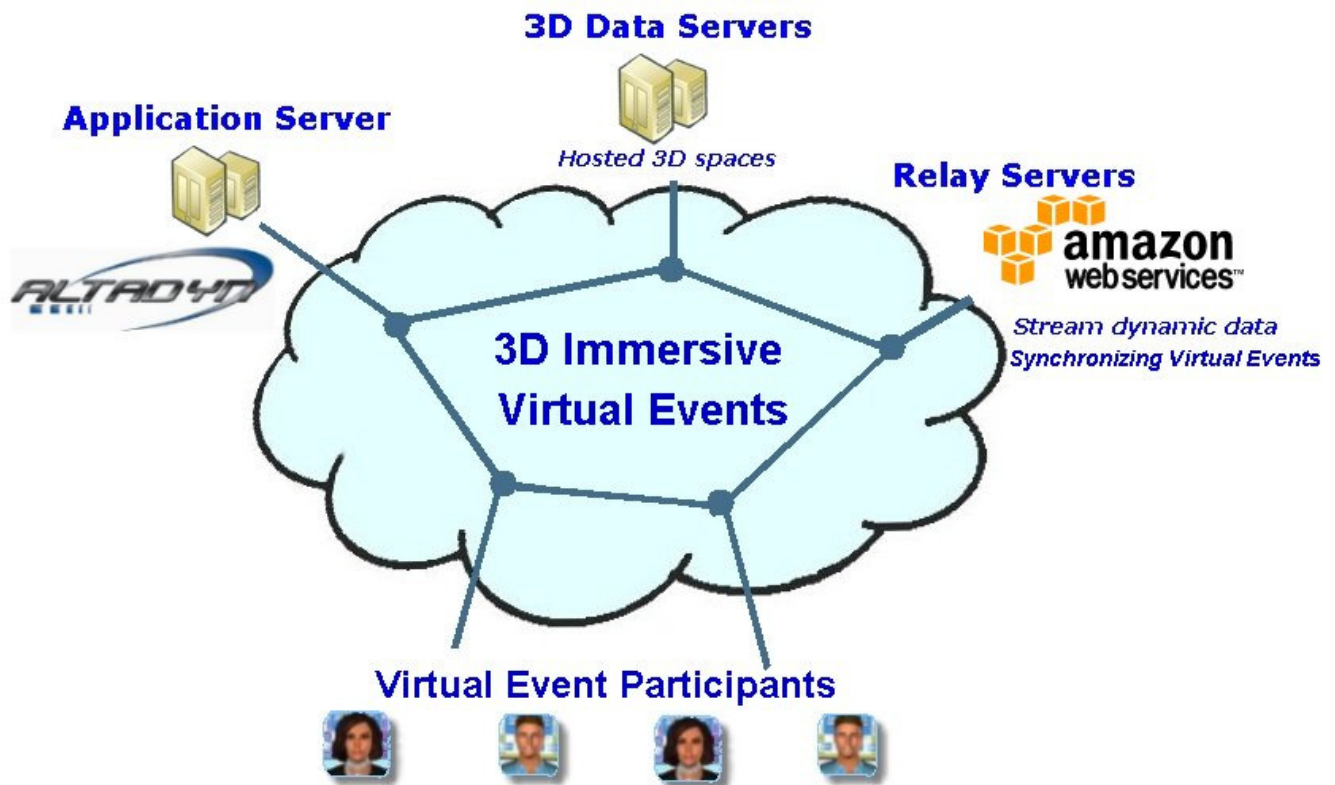 3D Data Servers
Application Server
Hosted 3D spaces
Relay Servers
amazon
webservices™
ALTADYN
Stream dynamic data
Synchronizing Virtual Events
3D Immersive
Virtual Events
Virtual Event Participants